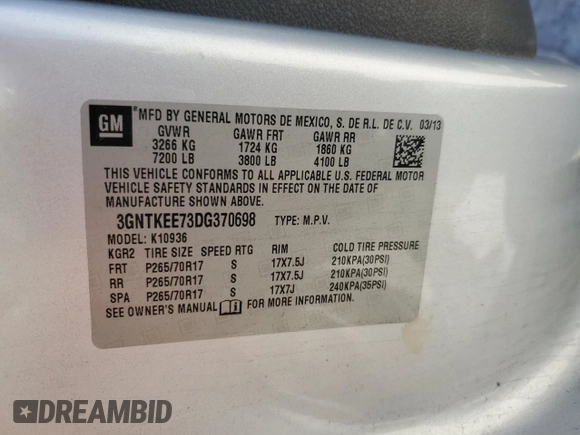 GM
*MFD BY GENERAL MOTORS DE MEXICO, S. DE R.L. DE C.V. 03/13
GVWR GAWR FRT GAWR RR
3266 KG 1724 KG 1860 KG
7200 LB 3800 LB 4100 LB
THIS VEHICLE CONFORMS TO ALL APPLICABLE U.S. FEDERAL MOTOR
VEHICLE SAFETY STANDARDS IN EFFECT ON THE DATE OF
MANUFACTURE SHOWN ABOVE.
3GNTKEE73DG370698 TYPE: M.P.V.
MODEL: K10936
KGR2 TIRE SIZE SPEED RTG RIM COLD TIRE PRESSURE
FRT P265/70R17 S 17X7.5J 210KPA(30PSI)
RR P265/70R17 S 17X7.5J 210KPA(30PSI)
SPA P265/70R17 S 17X7J 240KPA(35PSI)
SEE OWNER'S MANUAL FOR MORE INFORMATION.
DREAMBID